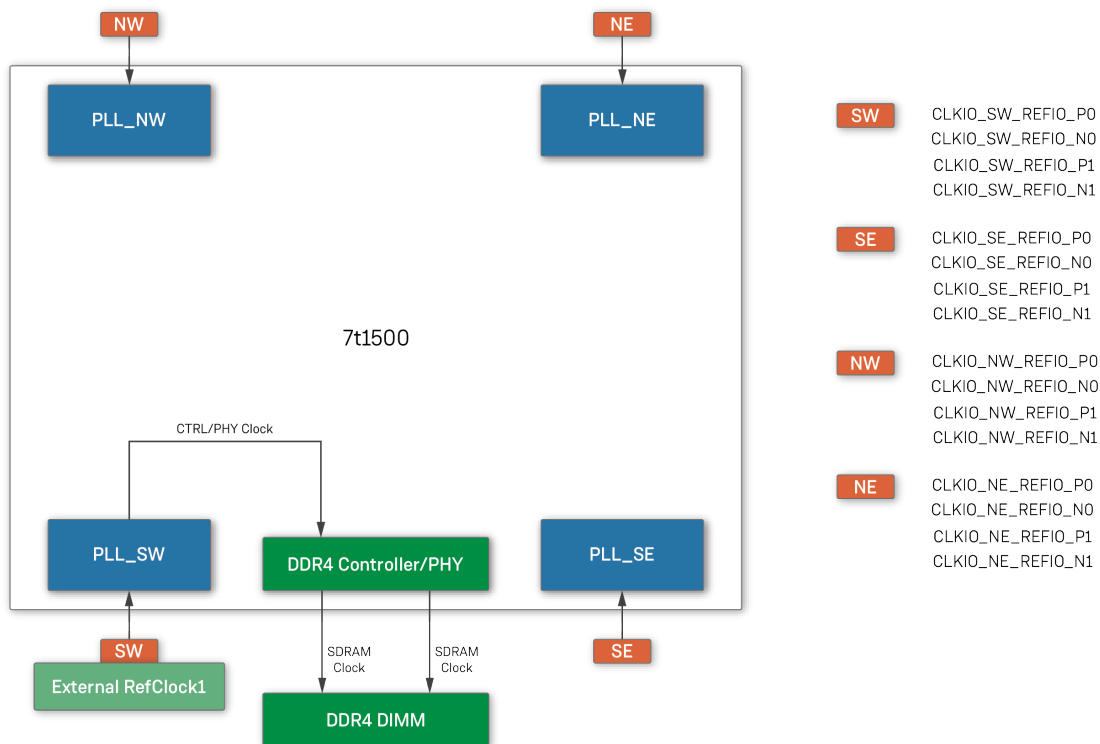 NW
NE
PLL_NW
PLL_NE
SW
CLKIO_SW_REFIO_P0
CLKIO_SW_REFIO_N0
CLKIO_SW_REFIO_P1
CLKIO_SW_REFIO_N1
SE
CLKIO_SE_REFIO_P0
CLKIO_SE_REFIO_N0
CLKIO_SE_REFIO_P1
CLKIO_SE_REFIO_N1
7t1500
NW
CLKIO_NW_REFIO_P0
CLKIO_NW_REFIO_N0
CLKIO_NW_REFIO_P1
CLKIO_NW_REFIO_N1
CTRL/PHY Clock
NE
CLKIO_NE_REFIO_P0
CLKIO_NE_REFIO_N0
CLKIO_NE_REFIO_P1
CLKIO_NE_REFIO_N1
PLL_SW
DDR4 Controller/PHY
PLL_SE
SW
External RefClock1
SDRAM
Clock
SDRAM
Clock
SE
DDR4 DIMM